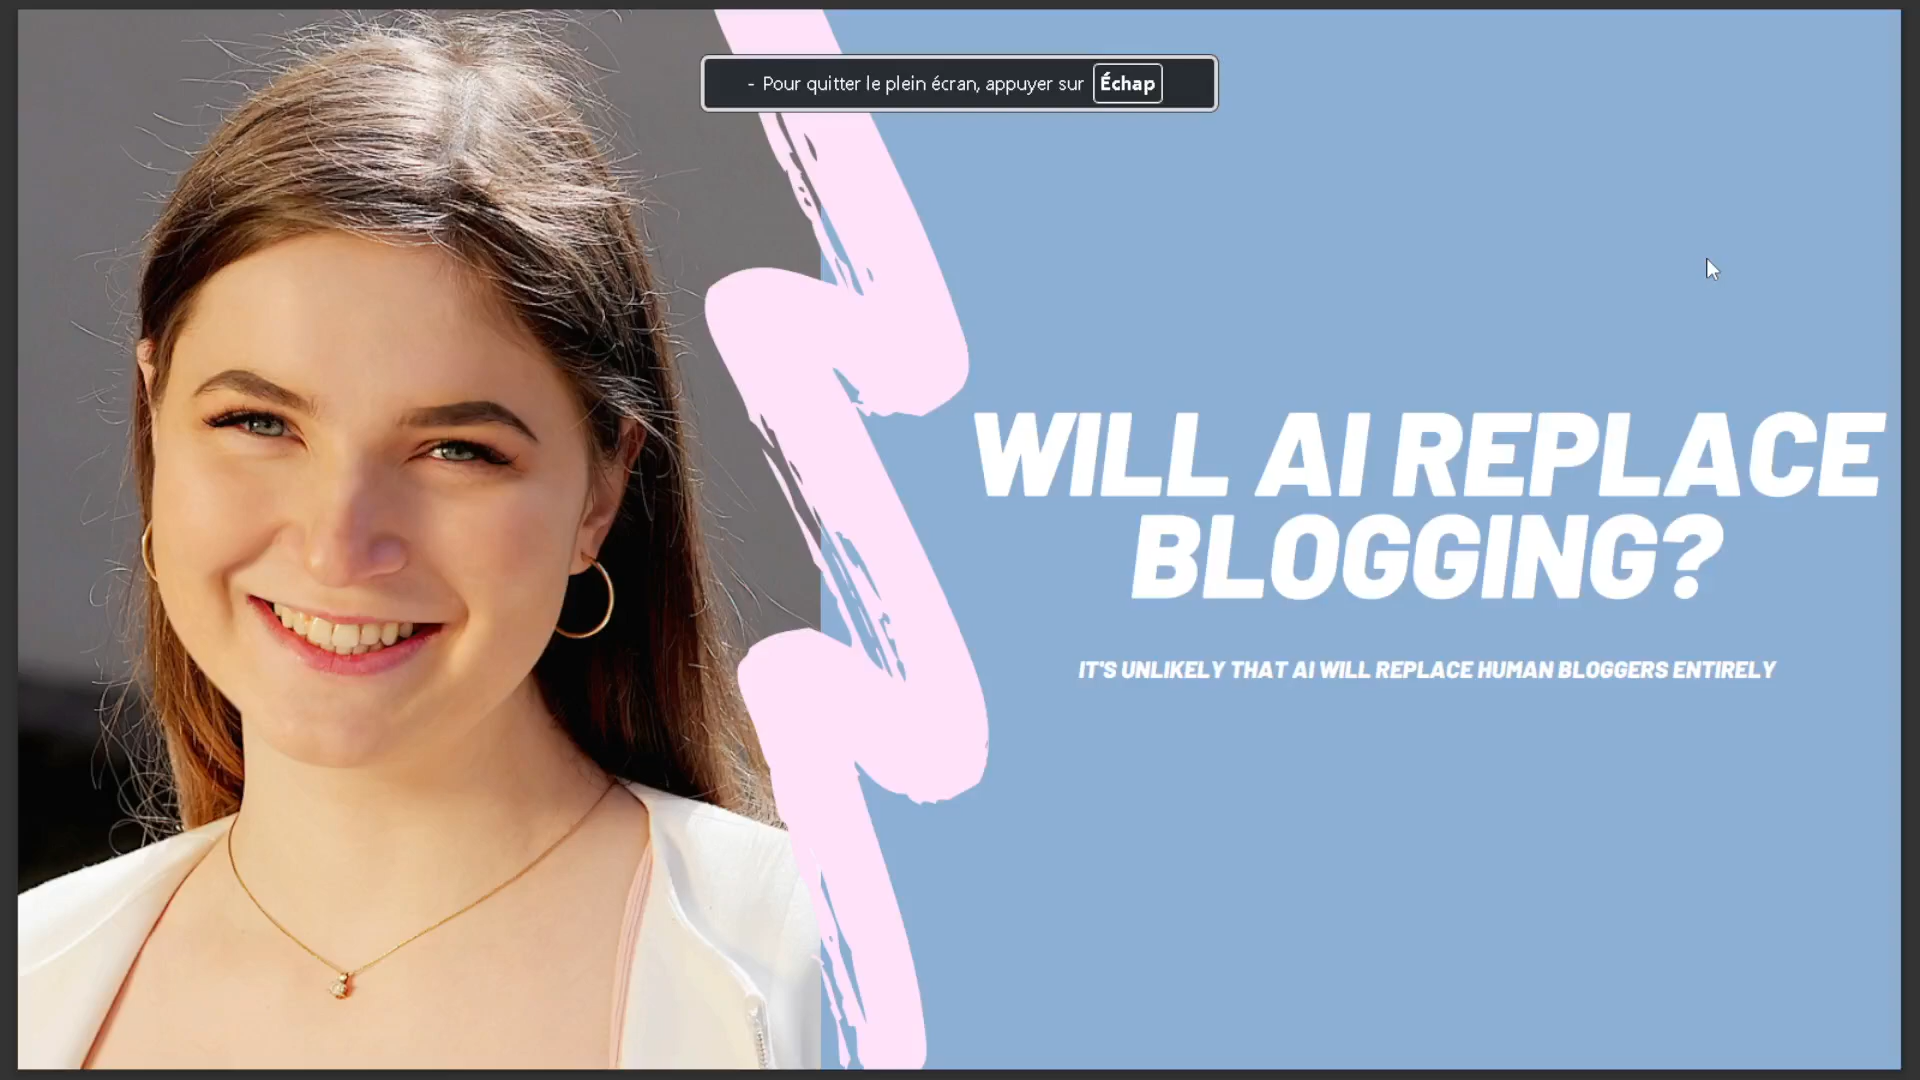 - Pour quitter le plein écran, appuyer sur Échap
WILL AI REPLACE
BLOGGING?
IT'S UNLIKELY THAT AI WILL REPLACE HUMAN BLOGGERS ENTIRELY